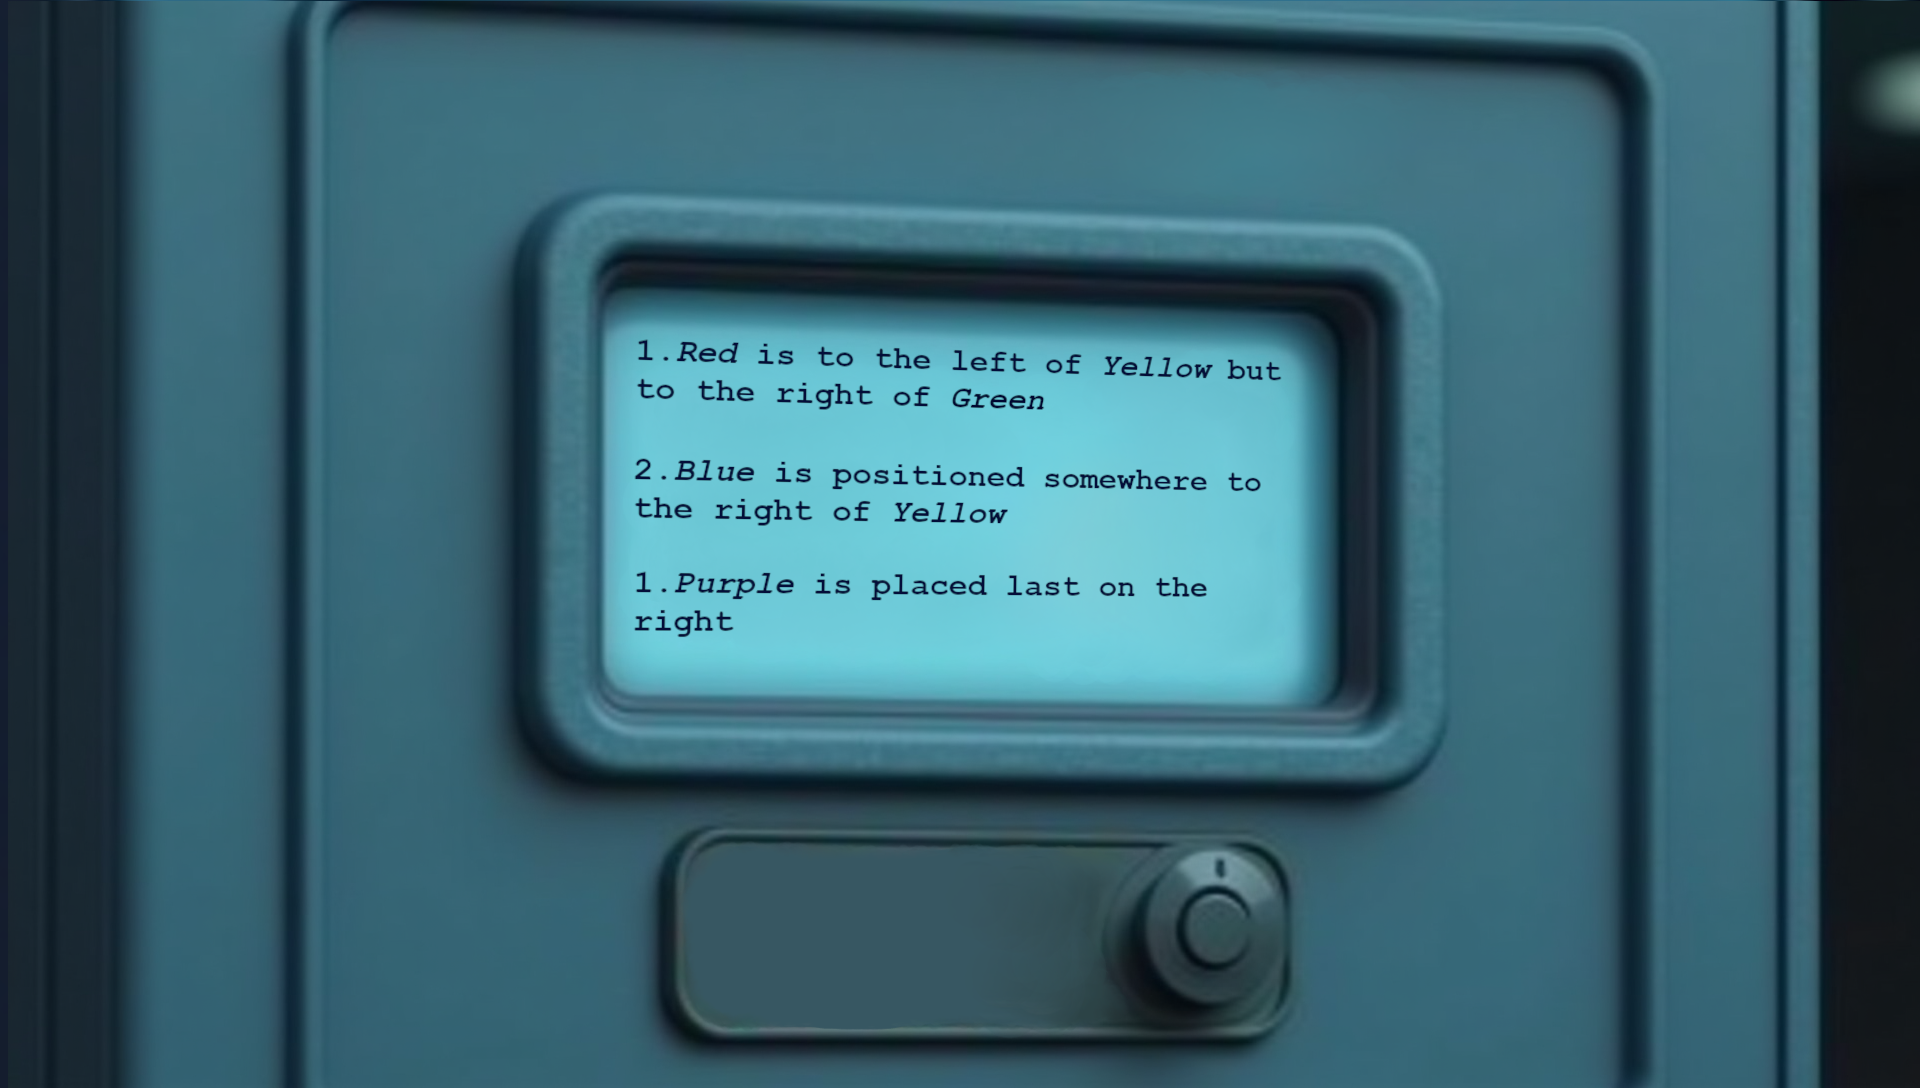 1.Red is to the left of Yellow but
to the right of Green
2.Blue is positioned somewhere to
the right of Yellow
1.Purple is placed last on the
right